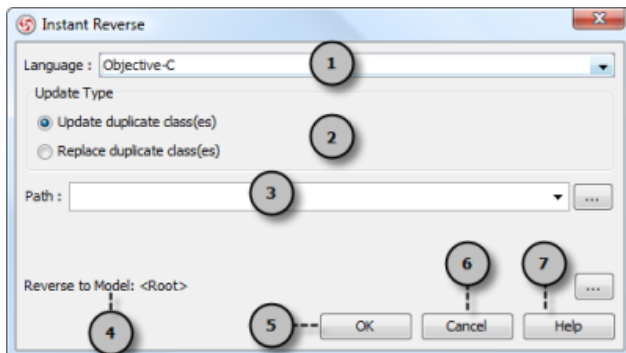 Instant Reverse
Language : Objective-C 1
Update Type
Update duplicate class(es)
2
Replace duplicate class(es)
Path : 3 ...
6 7
Reverse to Model: <Root> ...
4 5 OK Cancel Help